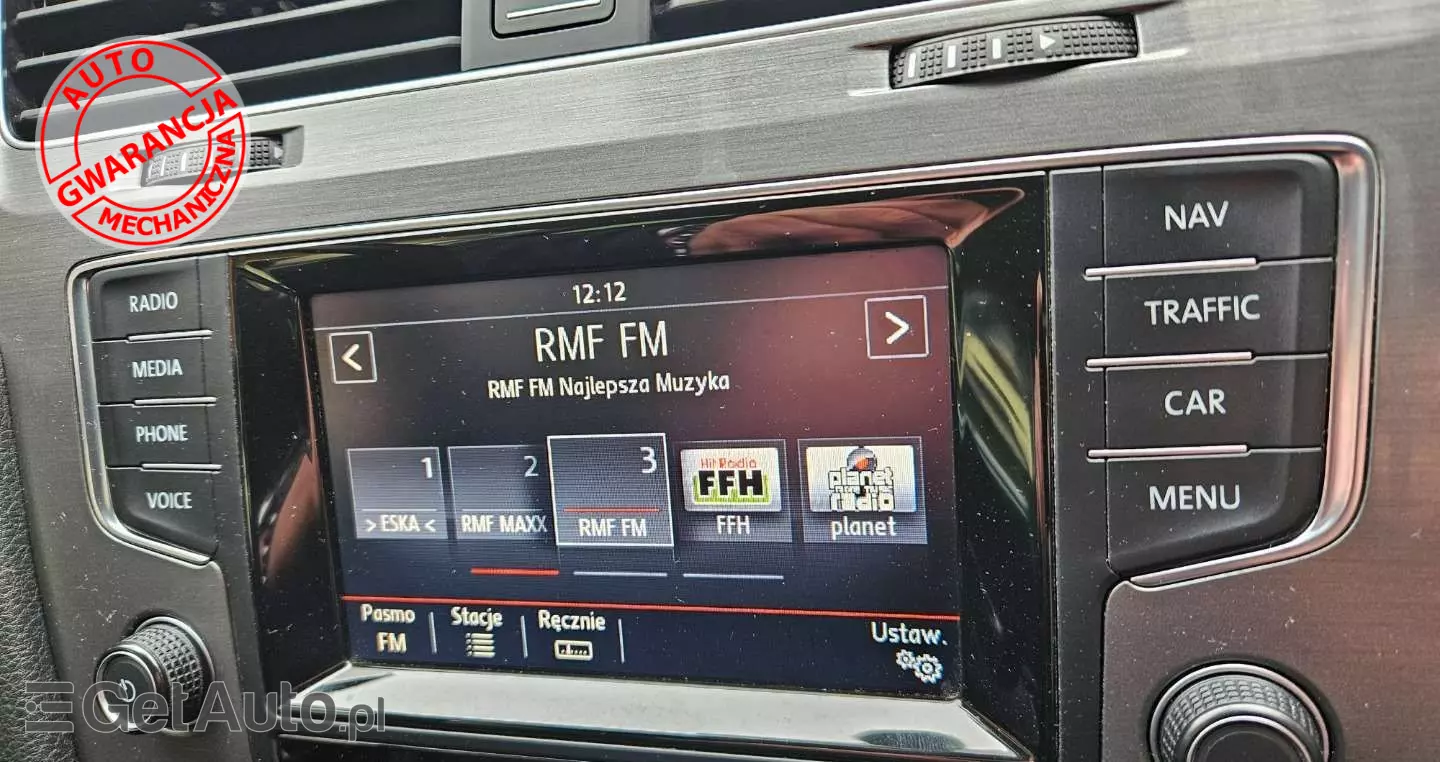 AUTO
GWARANCJA
MECHANICZNA
RADIO
MEDIA
PHONE
VOICE
12:12
RMF FM
RMF FM Najlepsza Muzyka
1
2
3
> ESKA <
RMF MAXX
RMF FM
Hit Radio
FFH
FFH
planet
radio
planet
Pasmo
FM
Stacje
Ręcznie
Ustaw.
NAV
TRAFFIC
CAR
MENU
GetAuto.pl